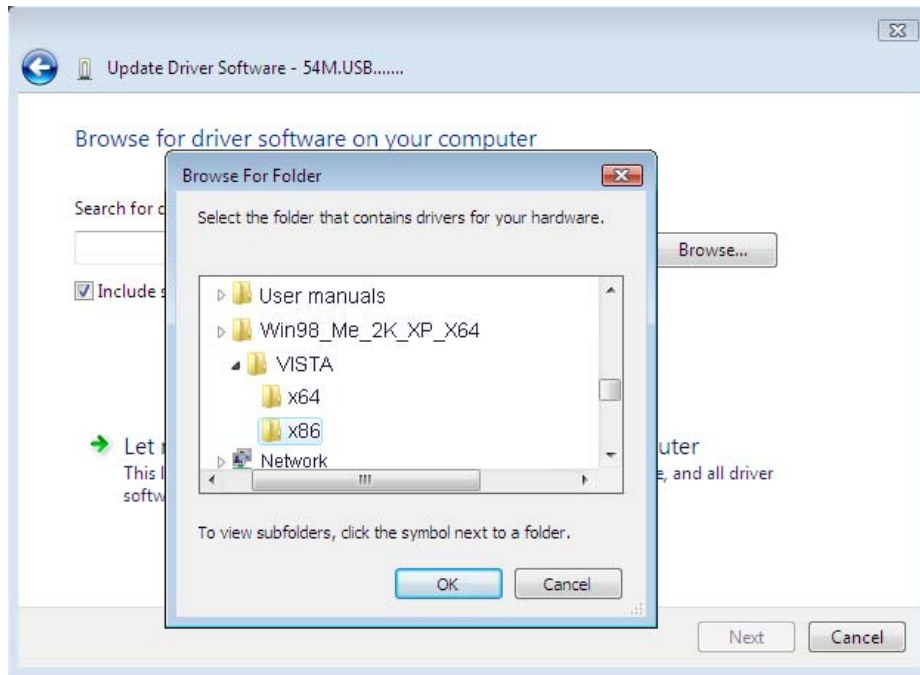 Update Driver Software - 54M.USB.......
Browse for driver software on your computer
Browse For Folder
Search for
Select the folder that contains drivers for your hardware.
Browse...
Include
User manuals
Win98_Me_2K_XP_X64
VISTA
x64
x86
Network
Let
This
To view subfolders, click the symbol next to a folder.
and all driver
OK
Cancel
Next
Cancel